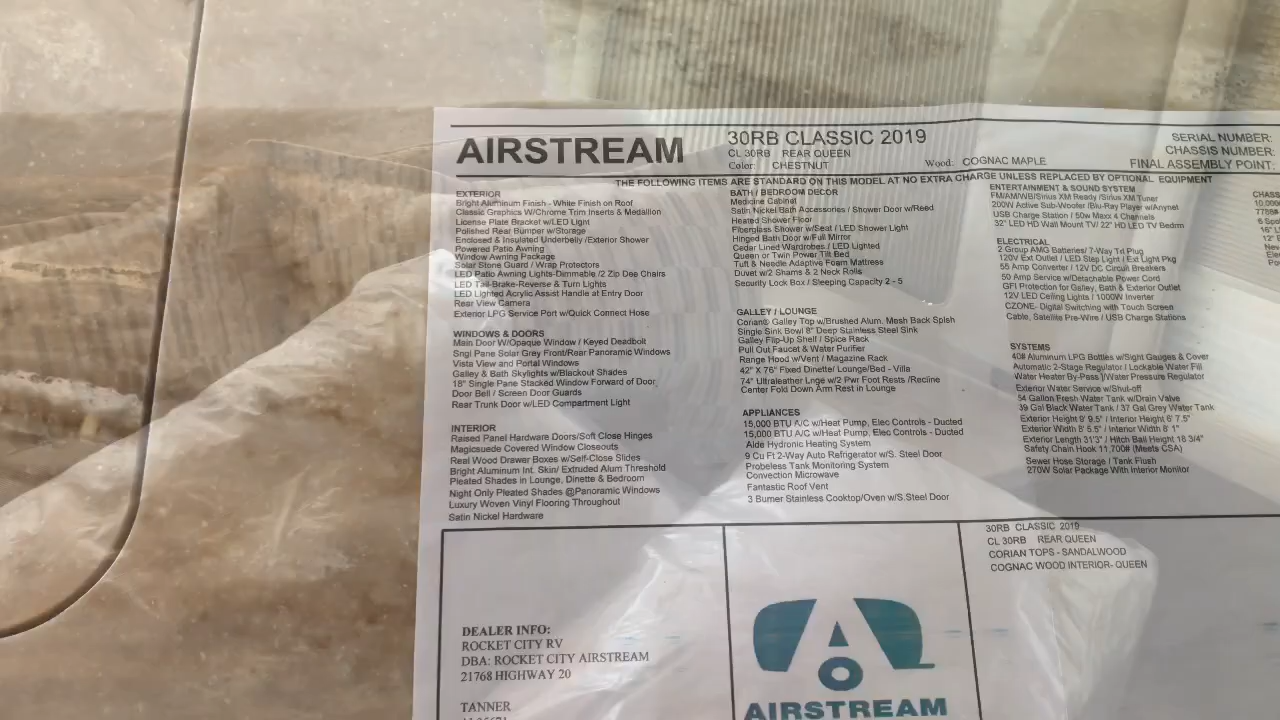 AIRSTREAM
30RB CLASSIC 2019
CL 30RB REAR QUEEN
Color: CHESTNUT
Wood: COGNAC MAPLE
SERIAL NUMBER:
CHASSIS NUMBER:
FINAL ASSEMBLY POINT:
THE FOLLOWING ITEMS ARE STANDARD ON THIS MODEL AT NO EXTRA CHARGE UNLESS REPLACED BY OPTIONAL EQUIPMENT
EXTERIOR
Bright Aluminum Finish - White Finish on Roof
Classic Graphics W/Chrome Trim Inserts & Medallion
License Plate Bracket w/LED Light
Polished Rear Bumper w/Storage
Enclosed & Insulated Underbelly /Exterior Shower
Powered Patio Awning
Window Awning Package
Solar Stone Guard / Wrap Protectors
LED Patio Awning Lights-Dimmable /2 Zip Dee Chairs
LED Tail-Brake-Reverse & Turn Lights
LED Lighted Acrylic Assist Handle at Entry Door
Rear View Camera
Exterior LPG Service Port w/Quick Connect Hose
WINDOWS & DOORS
Main Door W/Opaque Window / Keyed Deadbolt
Sngl Pane Solar Grey Front/Rear Panoramic Windows
Vista View and Portal Windows
Galley & Bath Skylights w/Blackout Shades
18" Single Pane Stacked Window Forward of Door
Door Bell / Screen Door Guards
Rear Trunk Door w/LED Compartment Light
INTERIOR
Raised Panel Hardware Doors/Soft Close Hinges
Magicsuede Covered Window Closeouts
Real Wood Drawer Boxes w/Self-Close Slides
Bright Aluminum Int. Skin/ Extruded Alum Threshold
Pleated Shades in Lounge, Dinette & Bedroom
Night Only Pleated Shades @Panoramic Windows
Luxury Woven Vinyl Flooring Throughout
Satin Nickel Hardware
BATH / BEDROOM DECOR
Medicine Cabinet
Satin Nickel Bath Accessories / Shower Door w/Reed
Heated Shower Floor
Fiberglass Shower w/Seat / LED Shower Light
Hinged Bath Door w/Full Mirror
Cedar Lined Wardrobes / LED Lighted
Queen or Twin Power Tilt Bed
Tuft & Needle Adaptive Foam Mattress
Duvet w/2 Shams & 2 Neck Rolls
Security Lock Box / Sleeping Capacity 2 - 5
GALLEY / LOUNGE
Corian® Galley Top w/Brushed Alum. Mesh Back Splsh
Single Sink Bowl 8" Deep Stainless Steel Sink
Galley Flip-Up Shelf / Spice Rack
Pull Out Faucet & Water Purifier
Range Hood w/Vent / Magazine Rack
42" X 76" Fixed Dinette/ Lounge/Bed - Villa
74" Ultraleather Lnge w/2 Pwr Foot Rests /Recline
Center Fold Down Arm Rest in Lounge
APPLIANCES
15,000 BTU A/C w/Heat Pump, Elec Controls - Ducted
15,000 BTU A/C w/Heat Pump, Elec Controls - Ducted
Alde Hydronic Heating System
9 Cu Ft 2-Way Auto Refrigerator w/S. Steel Door
Probeless Tank Monitoring System
Convection Microwave
Fantastic Roof Vent
3 Burner Stainless Cooktop/Oven w/S.Steel Door
ENTERTAINMENT & SOUND SYSTEM
FM/AM/WB/Sirius XM Ready /Sirius XM Tuner
200W Active Sub-Woofer /Blu-Ray Player w/Anynet
USB Charge Station / 50w Maxx 4 Channels
32" LED HD Wall Mount TV/ 22" HD LED TV Bedrm
ELECTRICAL
2 Group AMG Batteries/ 7-Way Trl Plug
120V Ext Outlet / LED Step Light / Ext Light Pkg
55 Amp Converter / 12V DC Circuit Breakers
50 Amp Service w/Detachable Power Cord
GFI Protection for Galley, Bath & Exterior Outlet
12V LED Ceiling Lights / 1000W Inverter
CZONE- Digital Switching with Touch Screen
Cable, Satellite Pre-Wire / USB Charge Stations
SYSTEMS
40# Aluminum LPG Bottles w/Sight Gauges & Cover
Automatic 2-Stage Regulator / Lockable Water Fill
Water Heater By-Pass /Water Pressure Regulator
Exterior Water Service w/Shut-off
54 Gallon Fresh Water Tank w/Drain Valve
39 Gal Black Water Tank / 37 Gal Grey Water Tank
Exterior Height 9' 9.5" / Interior Height 6' 7.5"
Exterior Width 8' 5.5" / Interior Width 8' 1"
Exterior Length 31'3" / Hitch Ball Height 18 3/4"
Safety Chain Hook 11,700# (Meets CSA)
Sewer Hose Storage / Tank Flush
270W Solar Package With Interior Monitor
DEALER INFO:
ROCKET CITY RV
DBA: ROCKET CITY AIRSTREAM
21768 HIGHWAY 20
TANNER
AIRSTREAM
30RB CLASSIC 2019
CL 30RB REAR QUEEN
CORIAN TOPS - SANDALWOOD
COGNAC WOOD INTERIOR- QUEEN